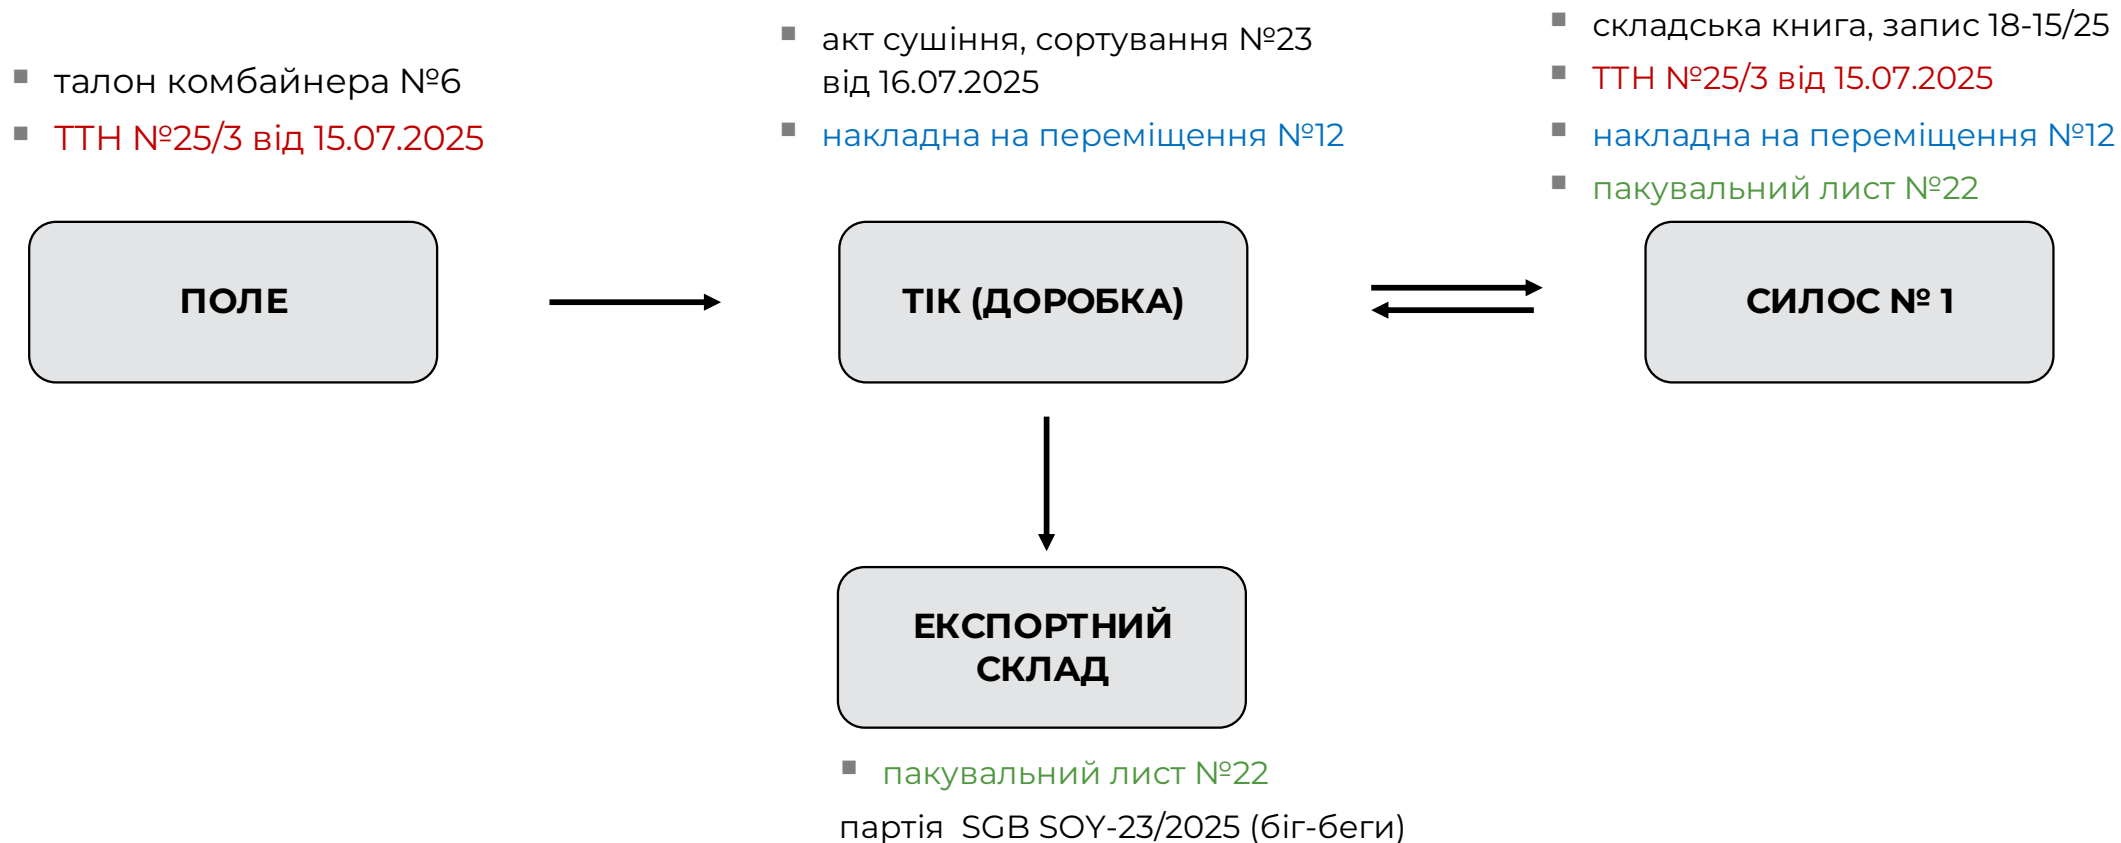 талон комбайнера №6
ТТН №25/3 від 15.07.2025
акт сушіння, сортування №23
від 16.07.2025
накладна на переміщення №12
складська книга, запис 18-15/25
ТТН №25/3 від 15.07.2025
накладна на переміщення №12
пакувальний лист №22
ПОЛЕ
ТІК (ДОРОБКА)
СИЛОС № 1
ЕКСПОРТНИЙ
СКЛАД
пакувальний лист №22
партія SGB SOY-23/2025 (біг-беги)